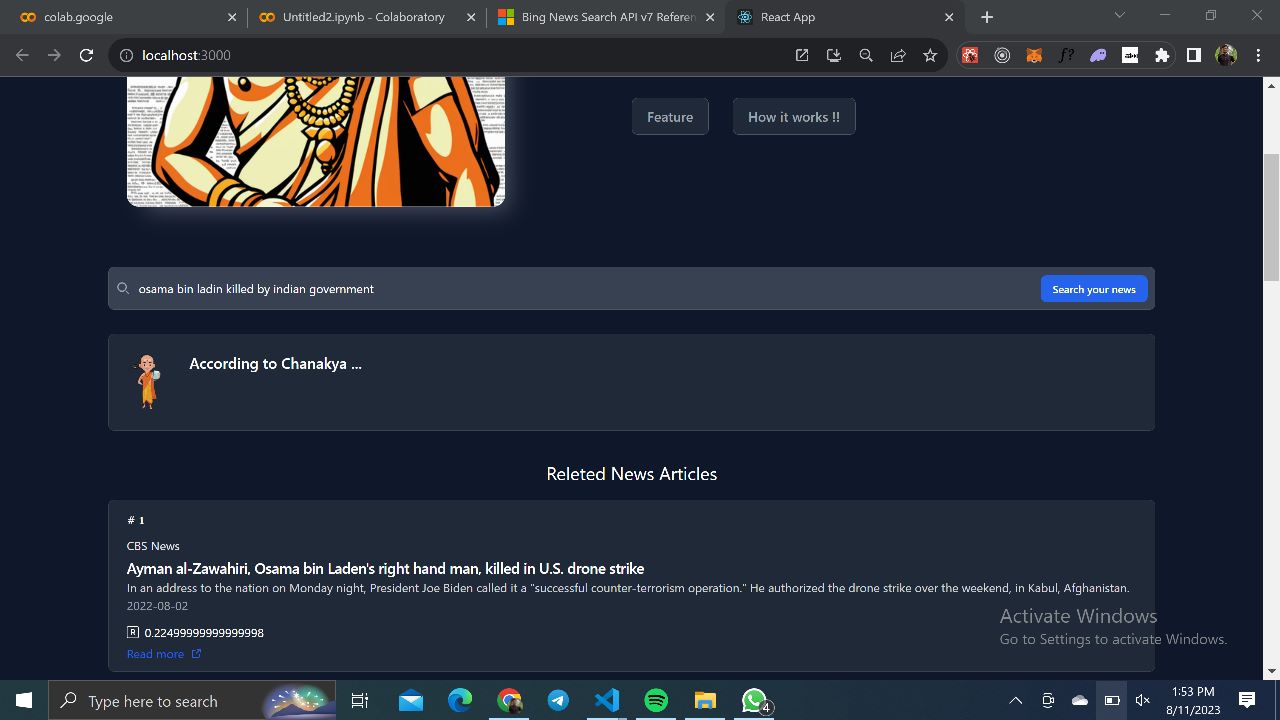 colab.google
Untitled2.ipynb - Colaboratory
Bing News Search API v7 Referen
React App
localhost:3000
f?
Feature
How it work
osama bin ladin killed by indian government
Search your news
According to Chanakya ...
Releted News Articles
# 1
CBS News
Ayman al-Zawahiri, Osama bin Laden's right hand man, killed in U.S. drone strike
In an address to the nation on Monday night, President Joe Biden called it a "successful counter-terrorism operation." He authorized the drone strike over the weekend, in Kabul, Afghanistan.
2022-08-02
R 0.22499999999999998
Read more
Activate Windows
Go to Settings to activate Windows.
Type here to search
4
1:53 PM
8/11/2023